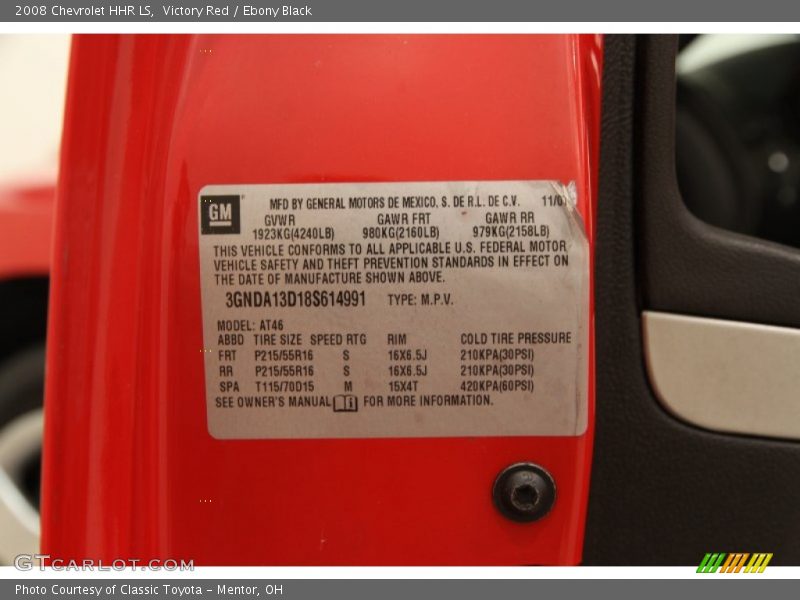 2008 Chevrolet HHR LS, Victory Red / Ebony Black
GM
MFD BY GENERAL MOTORS DE MEXICO, S. DE R.L. DE C.V.
GVWR GAWR FRT GAWR RR
1923KG(4240LB) 980KG(2160LB) 979KG(2158LB)
THIS VEHICLE CONFORMS TO ALL APPLICABLE U.S. FEDERAL MOTOR
VEHICLE SAFETY AND THEFT PREVENTION STANDARDS IN EFFECT ON
THE DATE OF MANUFACTURE SHOWN ABOVE.
3GNDA13D18S614991 TYPE: M.P.V.
MODEL: AT46
ABBD TIRE SIZE SPEED RTG RIM COLD TIRE PRESSURE
FRT P215/55R16 S 16X6.5J 210KPA(30PSI)
RR P215/55R16 S 16X6.5J 210KPA(30PSI)
SPA T115/70D15 M 15X4T 420KPA(60PSI)
SEE OWNER'S MANUAL FOR MORE INFORMATION.
GTCARLOT.COM
Photo Courtesy of Classic Toyota - Mentor, OH